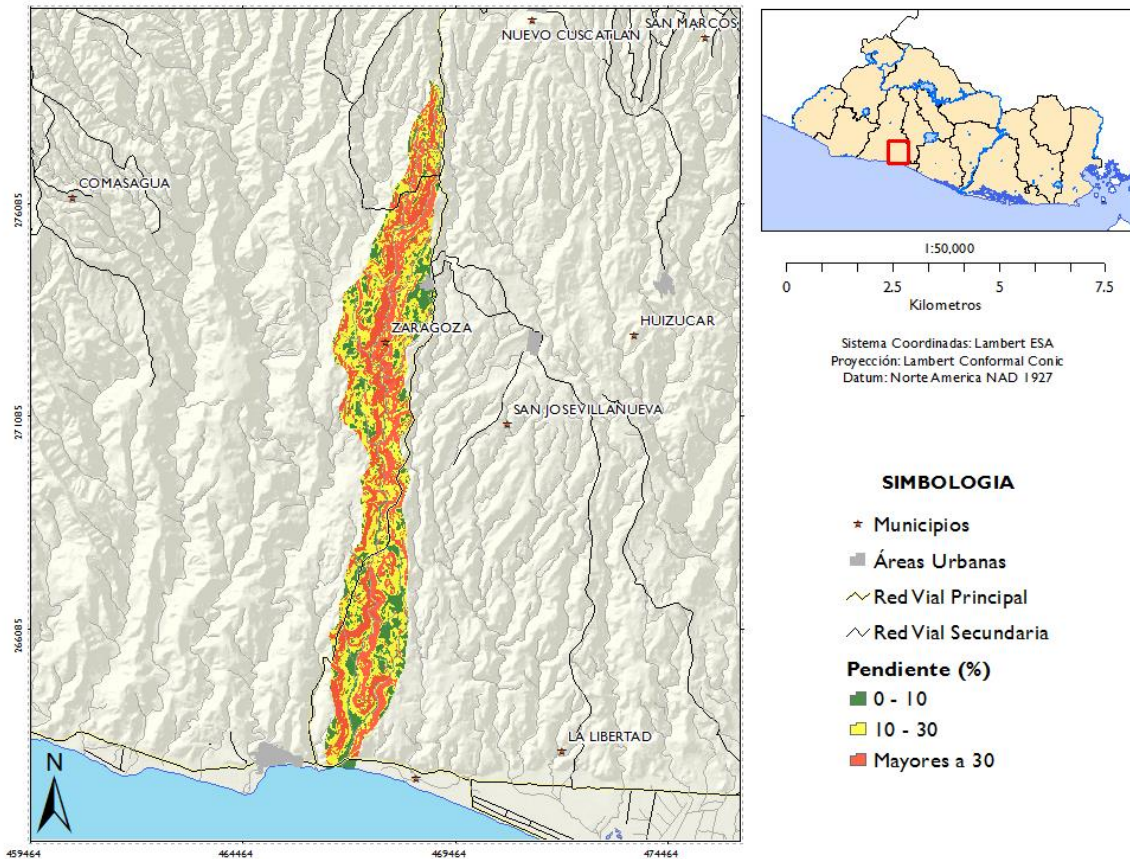 NUEVO CUSCATLAN
SAN MARCOS
COMASAGUA
ZARAGOZA
HUIZUCAR
SAN JOSEVILLANUEVA
LA LIBERTAD
N
276085
271085
266085
459464
464464
469464
474464
1:50,000
0 2.5 5 7.5
Kilometros
Sistema Coordinadas: Lambert ESA
Proyección: Lambert Conformal Conic
Datum: Norte America NAD 1927
SIMBOLOGIA
Municipios
Áreas Urbanas
Red Vial Principal
Red Vial Secundaria
Pendiente (%)
0 - 10
10 - 30
Mayores a 30